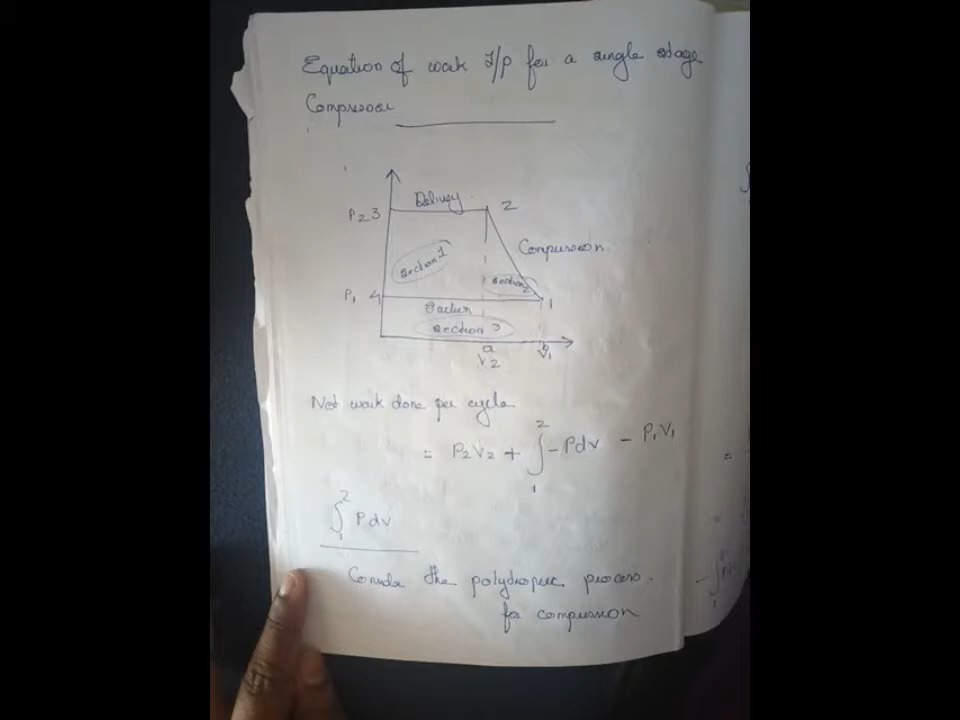 Equation of work I/p for a single stage
Compressor
Delivery
P2 3
2
Section 1
Compression
Section 2
P1 4
1
Suction
Section 3
a
b
V2
V1
Net work done per cycle
= P2V2 + ∫₁² -Pdv - P1V1
∫₁² Pdv
Consider the polytropic process
for compression